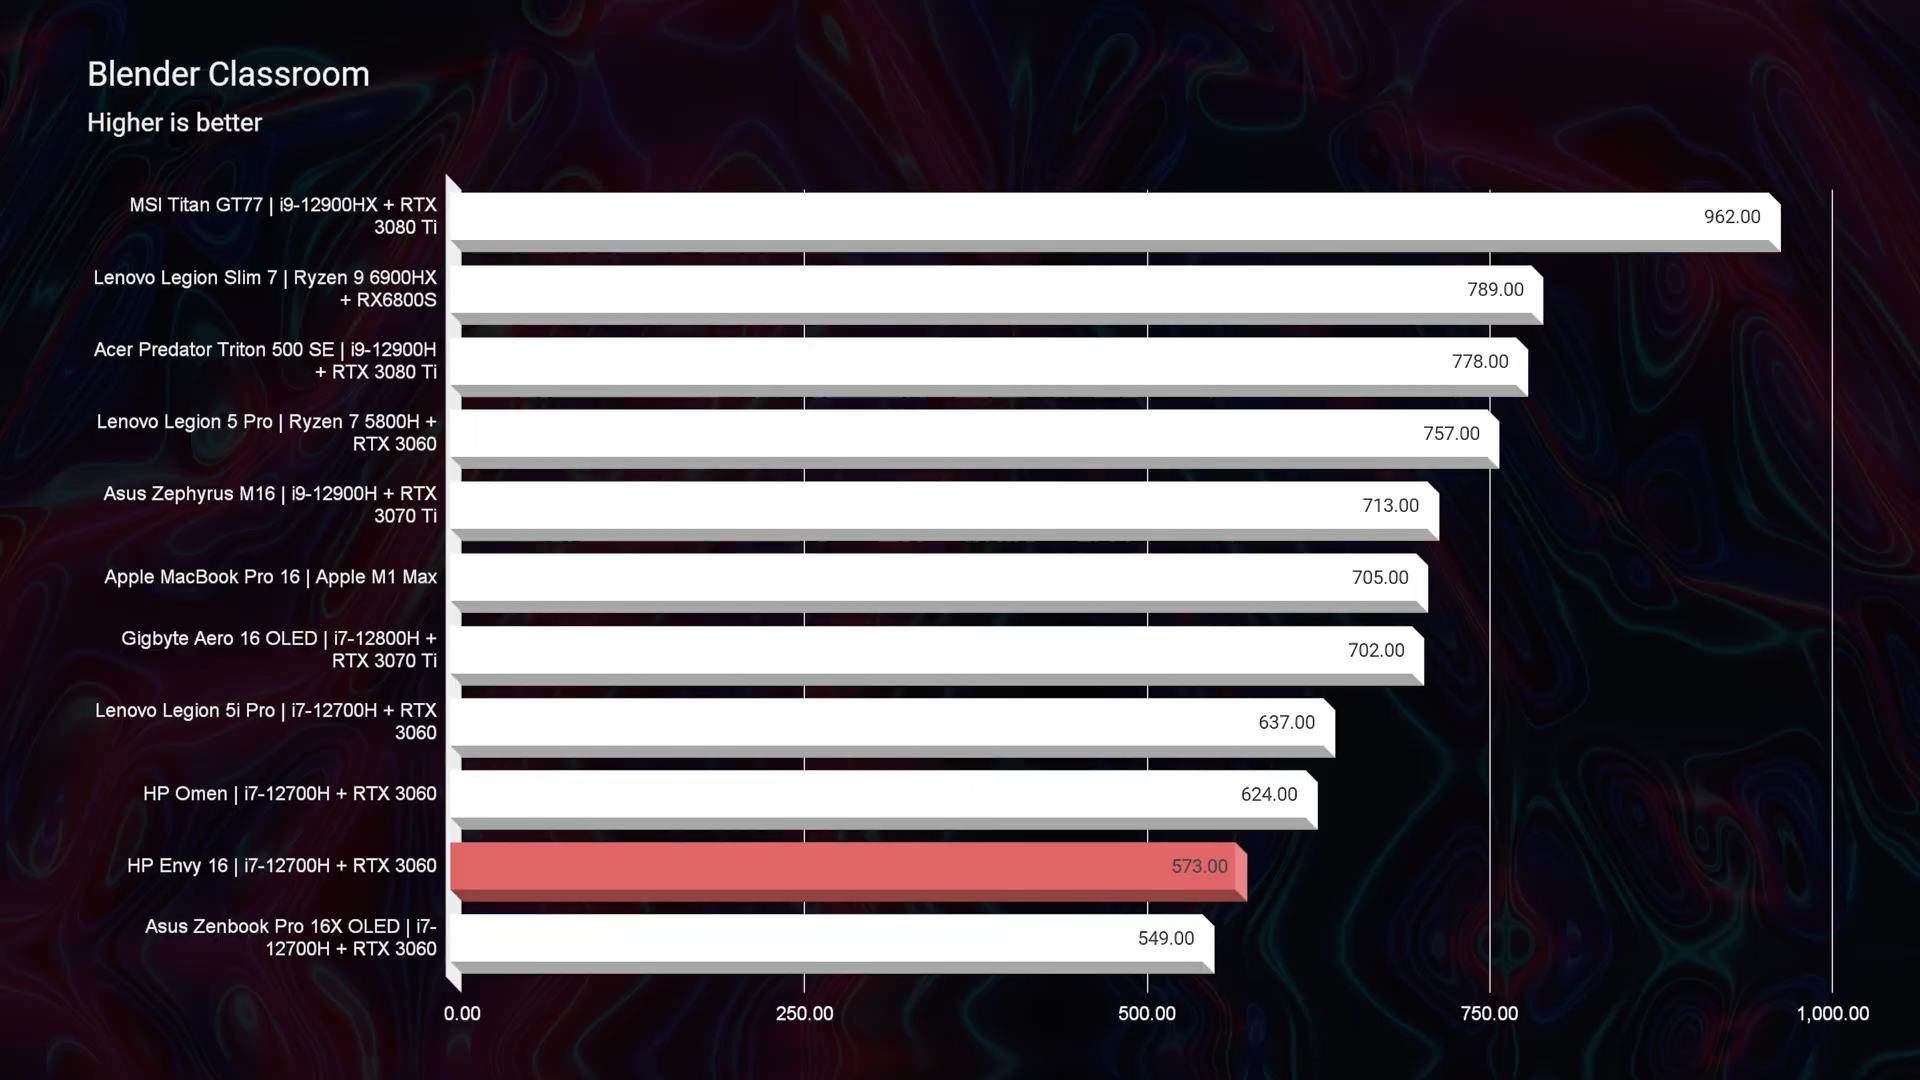 Blender Classroom
Higher is better
MSI Titan GT77 | i9-12900HX + RTX
3080 Ti
962.00
Lenovo Legion Slim 7 | Ryzen 9 6900HX
+ RX6800S
789.00
Acer Predator Triton 500 SE | i9-12900H
+ RTX 3080 Ti
778.00
Lenovo Legion 5 Pro | Ryzen 7 5800H +
RTX 3060
757.00
Asus Zephyrus M16 | i9-12900H + RTX
3070 Ti
713.00
Apple MacBook Pro 16 | Apple M1 Max
705.00
Gigbyte Aero 16 OLED | i7-12800H +
RTX 3070 Ti
702.00
Lenovo Legion 5i Pro | i7-12700H + RTX
3060
637.00
HP Omen | i7-12700H + RTX 3060
624.00
HP Envy 16 | i7-12700H + RTX 3060
573.00
Asus Zenbook Pro 16X OLED | i7-
12700H + RTX 3060
549.00
0.00 250.00 500.00 750.00 1,000.00